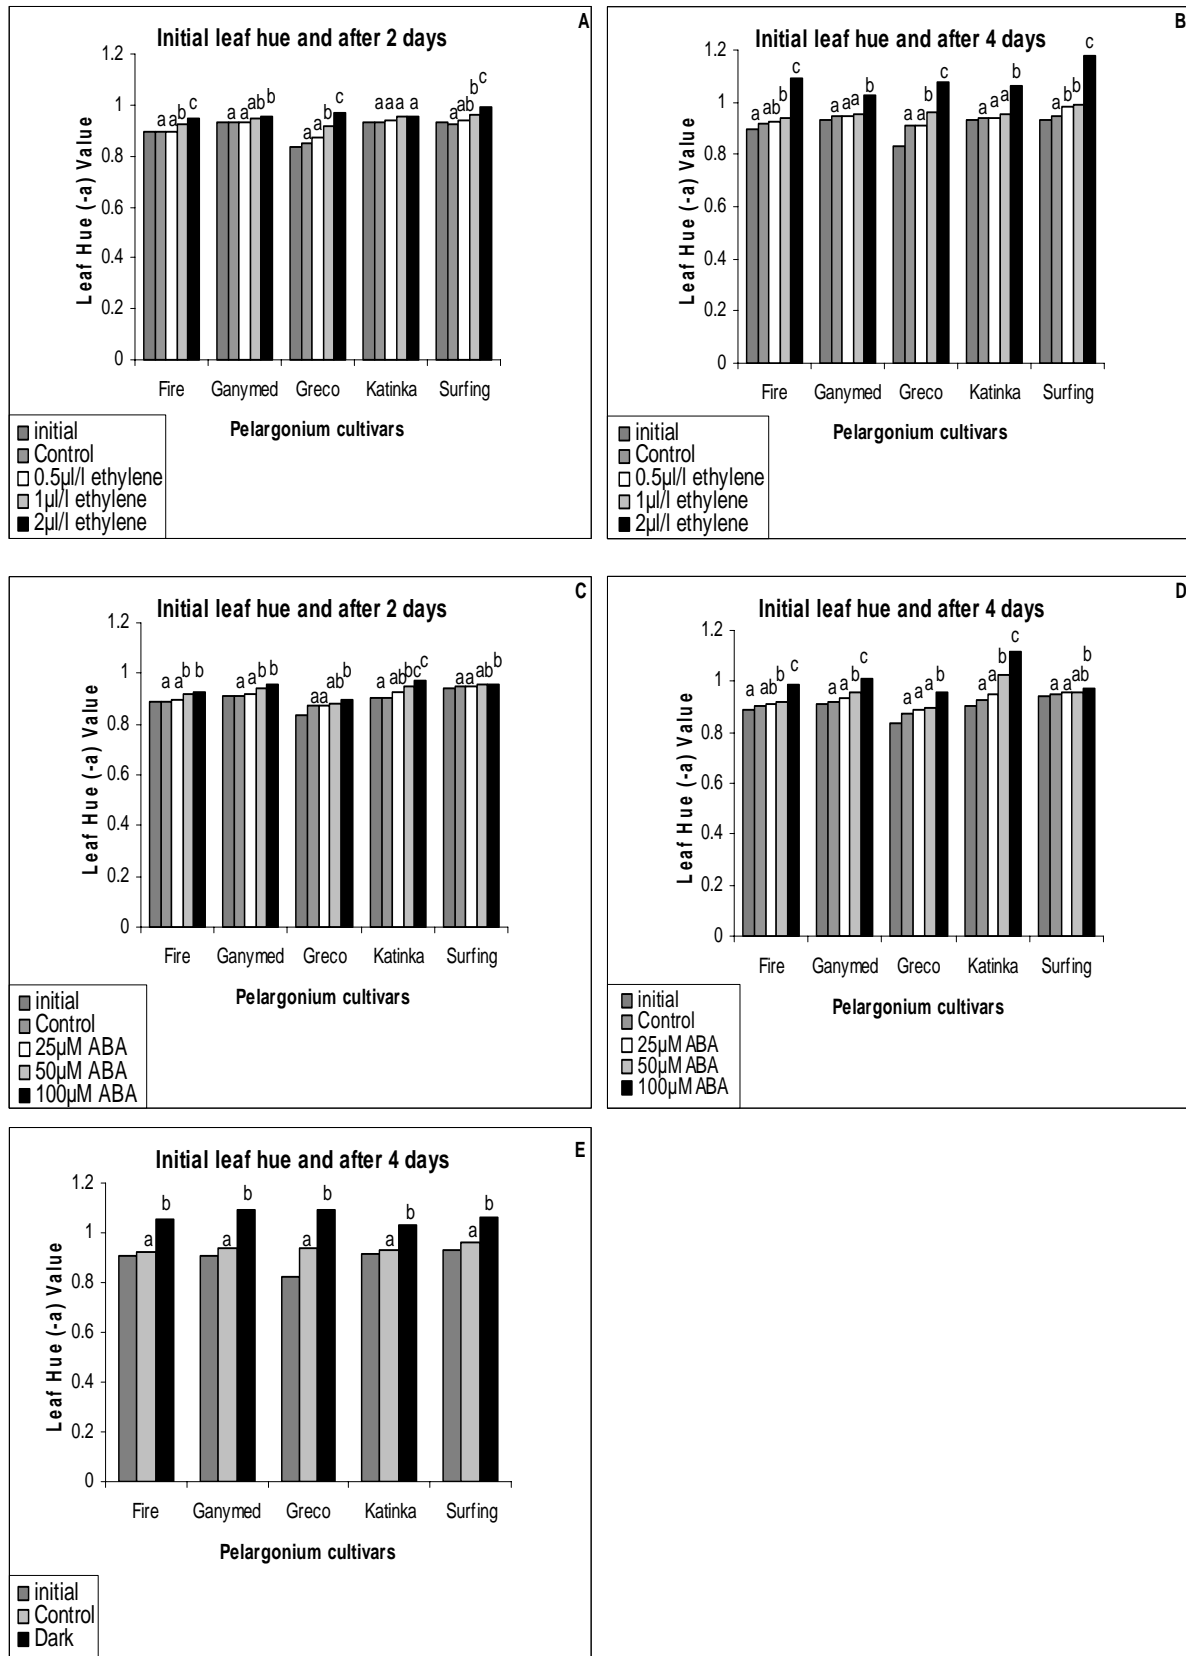 A
Initial leaf hue and after 2 days
Leaf Hue (-a) Value
1.2
1
0.8
0.6
0.4
0.2
0
a a b c
a a ab b
a a b c
a a a a
a ab b c
Fire Ganymed Greco Katinka Surfing
Pelargonium cultivars
initial
Control
0.5µl/l ethylene
1µl/l ethylene
2µl/l ethylene
B
Initial leaf hue and after 4 days
Leaf Hue (-a) Value
1.2
1
0.8
0.6
0.4
0.2
0
a ab b c
a a a b
a a b c
a a a b
a b b c
Fire Ganymed Greco Katinka Surfing
Pelargonium cultivars
initial
Control
0.5µl/l ethylene
1µl/l ethylene
2µl/l ethylene
C
Initial leaf hue and after 2 days
Leaf Hue (-a) Value
1.2
1
0.8
0.6
0.4
0.2
0
a a b b
a a b b
a a ab b
a ab bc c
a a ab b
Fire Ganymed Greco Katinka Surfing
Pelargonium cultivars
initial
Control
25µM ABA
50µM ABA
100µM ABA
D
Initial leaf hue and after 4 days
Leaf Hue (-a) Value
1.2
1
0.8
0.6
0.4
0.2
0
a ab b c
a a b c
a a a b
a a b c
a a ab b
Fire Ganymed Greco Katinka Surfing
Pelargonium cultivars
initial
Control
25µM ABA
50µM ABA
100µM ABA
E
Initial leaf hue and after 4 days
Leaf Hue (-a) Value
1.2
1
0.8
0.6
0.4
0.2
0
a b
a b
a b
a b
a b
Fire Ganymed Greco Katinka Surfing
Pelargonium cultivars
initial
Control
Dark